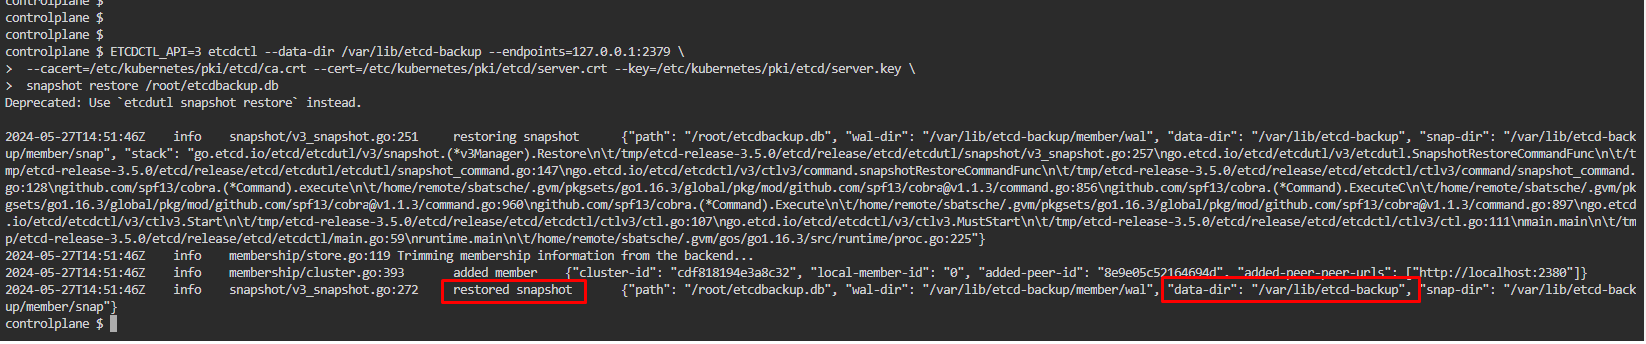 controlplane $
controlplane $
controlplane $
controlplane $ ETCDCTL_API=3 etcdctl --data-dir /var/lib/etcd-backup --endpoints=127.0.0.1:2379 \
>  --cacert=/etc/kubernetes/pki/etcd/ca.crt --cert=/etc/kubernetes/pki/etcd/server.crt --key=/etc/kubernetes/pki/etcd/server.key \
>  snapshot restore /root/etcdbackup.db
Deprecated: Use `etcdutl snapshot restore` instead.
2024-05-27T14:51:46Z    info    snapshot/v3_snapshot.go:251     restoring snapshot      {"path": "/root/etcdbackup.db", "wal-dir": "/var/lib/etcd-backup/member/wal", "data-dir": "/var/lib/etcd-backup", "snap-dir": "/var/lib/etcd-back
up/member/snap", "stack": "go.etcd.io/etcd/etcdutl/v3/snapshot.(*v3Manager).Restore\n\t/tmp/etcd-release-3.5.0/etcd/release/etcd/etcdutl/snapshot/v3_snapshot.go:257\ngo.etcd.io/etcd/etcdutl/v3/etcdutl.SnapshotRestoreCommandFunc\n\t/t
mp/etcd-release-3.5.0/etcd/release/etcd/etcdutl/etcdutl/snapshot_command.go:147\ngo.etcd.io/etcd/etcdctl/v3/ctlv3/command.snapshotRestoreCommandFunc\n\t/tmp/etcd-release-3.5.0/etcd/release/etcd/etcdctl/ctlv3/command/snapshot_command.
go:128\ngithub.com/spf13/cobra.(*Command).execute\n\t/home/remote/sbatsche/.gvm/pkgsets/go1.16.3/global/pkg/mod/github.com/spf13/cobra@v1.1.3/command.go:856\ngithub.com/spf13/cobra.(*Command).ExecuteC\n\t/home/remote/sbatsche/.gvm/pk
gsets/go1.16.3/global/pkg/mod/github.com/spf13/cobra@v1.1.3/command.go:960\ngithub.com/spf13/cobra.(*Command).Execute\n\t/home/remote/sbatsche/.gvm/pkgsets/go1.16.3/global/pkg/mod/github.com/spf13/cobra@v1.1.3/command.go:897\ngo.etcd
.io/etcd/etcdctl/v3/ctlv3.Start\n\t/tmp/etcd-release-3.5.0/etcd/release/etcd/etcdctl/ctlv3/ctl.go:107\ngo.etcd.io/etcd/etcdctl/v3/ctlv3.MustStart\n\t/tmp/etcd-release-3.5.0/etcd/release/etcd/etcdctl/ctlv3/ctl.go:111\nmain.main\n\t/tm
p/etcd-release-3.5.0/etcd/release/etcd/etcdctl/main.go:59\nruntime.main\n\t/home/remote/sbatsche/.gvm/gos/go1.16.3/src/runtime/proc.go:225"}
2024-05-27T14:51:46Z    info    membership/store.go:119 Trimming membership information from the backend...
2024-05-27T14:51:46Z    info    membership/cluster.go:393       added member    {"cluster-id": "cdf818194e3a8c32", "local-member-id": "0", "added-peer-id": "8e9e05c52164694d", "added-peer-peer-urls": ["http://localhost:2380"]}
2024-05-27T14:51:46Z    info    snapshot/v3_snapshot.go:272     restored snapshot       {"path": "/root/etcdbackup.db", "wal-dir": "/var/lib/etcd-backup/member/wal", "data-dir": "/var/lib/etcd-backup", "snap-dir": "/var/lib/etcd-back
up/member/snap"}
controlplane $